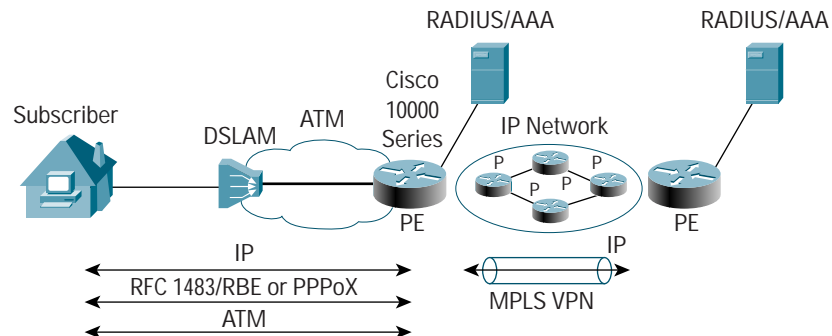 RADIUS/AAA
RADIUS/AAA
Cisco
10000
Series
Subscriber
DSLAM
ATM
IP Network
P
P
P
P
PE
PE
IP
IP
RFC 1483/RBE or PPPoX
MPLS VPN
ATM